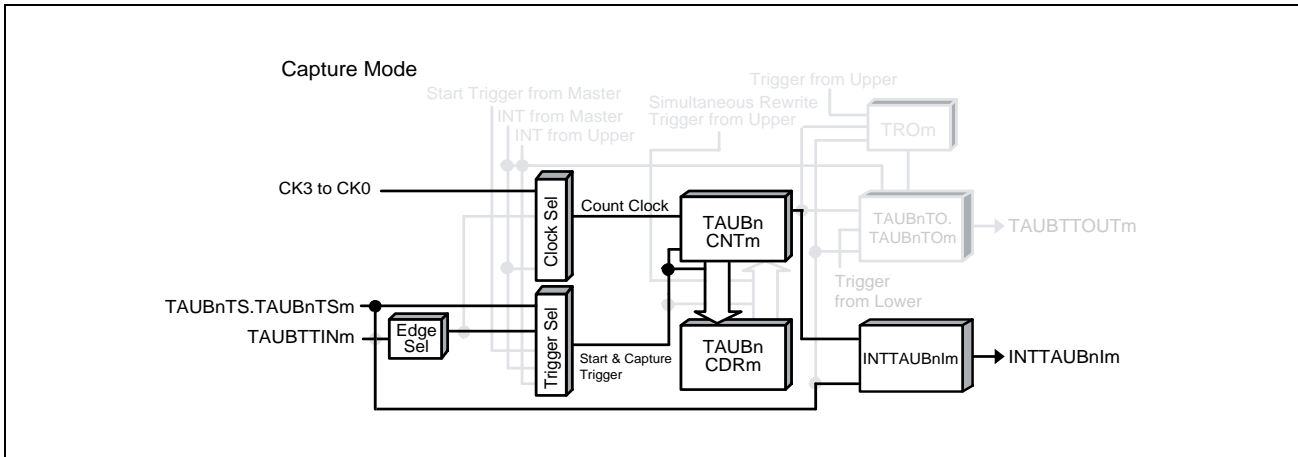 Capture Mode
Trigger from Upper
Start Trigger from Master
Simultaneous Rewrite
Trigger from Upper
INT from Master
INT from Upper
TROm
CK3 to CK0
Clock Sel
Count Clock
TAUBn
CNTm
TAUBnTO.
TAUBnTOm
TAUBTTOUTm
Trigger
from Lower
TAUBnTS.TAUBnTSm
TAUBTTINm
Edge
Sel
Trigger Sel
Start & Capture
Trigger
TAUBn
CDRm
INTTAUBnIm
INTTAUBnIm